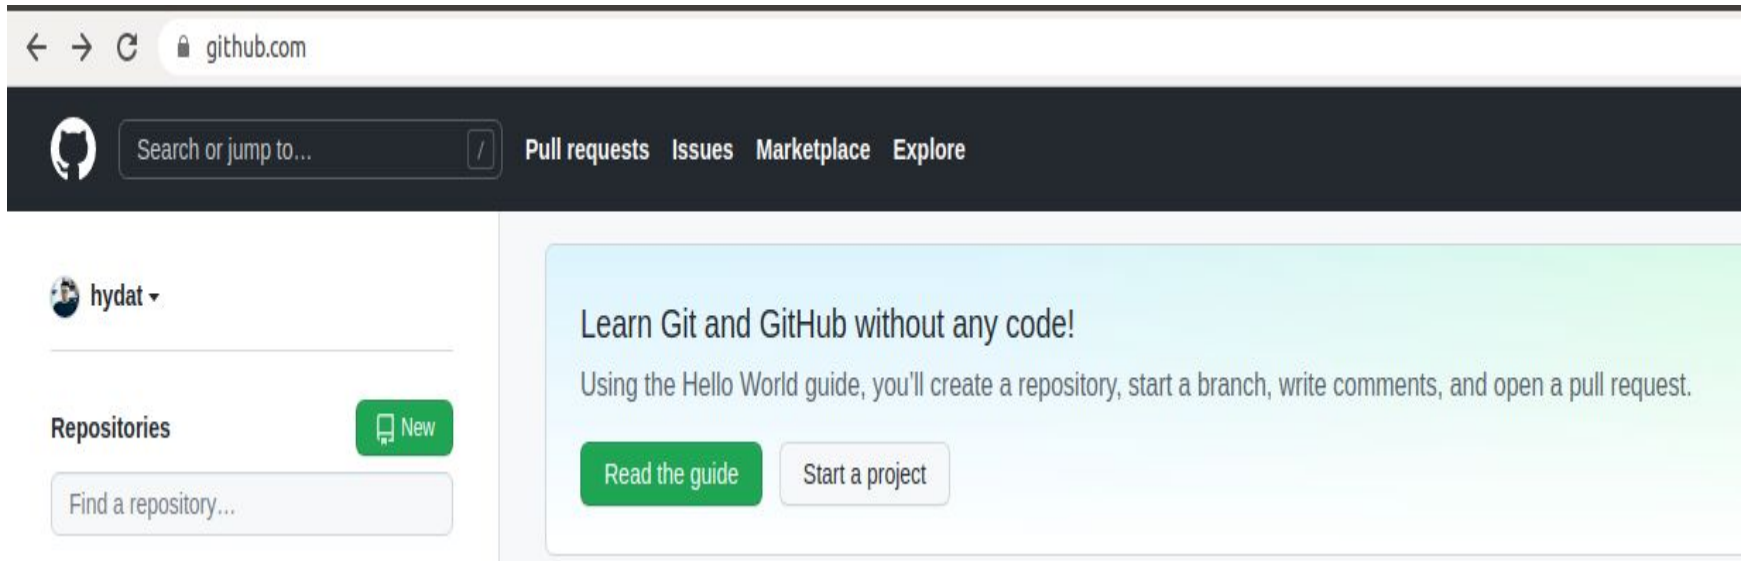 github.com
Search or jump to... /
Pull requests Issues Marketplace Explore
hydat
Repositories
New
Find a repository...
Learn Git and GitHub without any code!
Using the Hello World guide, you'll create a repository, start a branch, write comments, and open a pull request.
Read the guide
Start a project